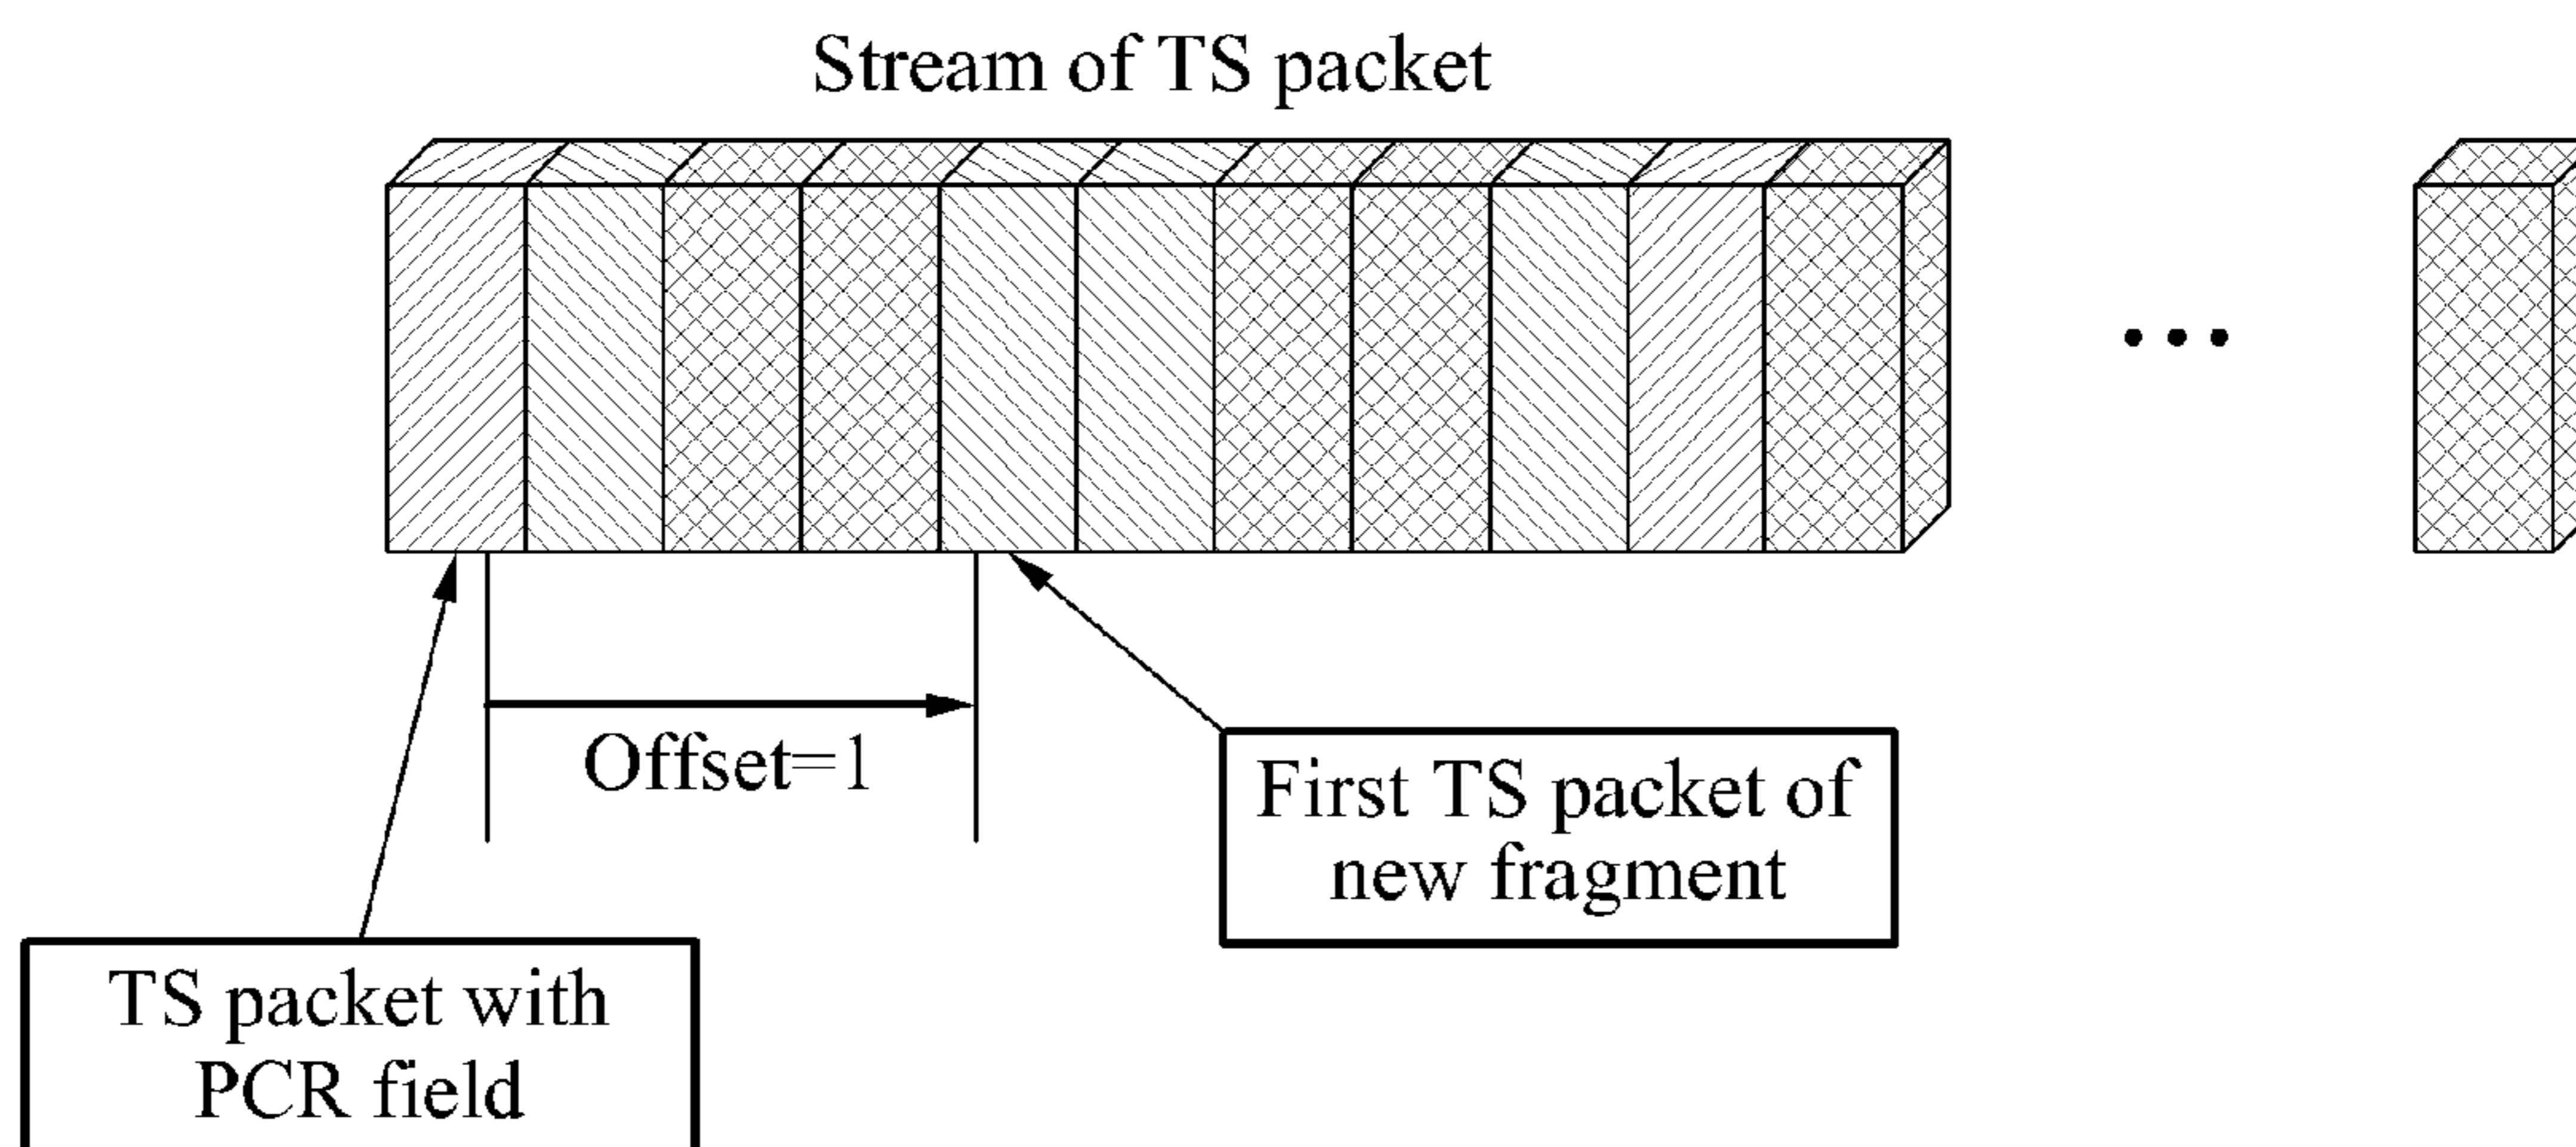 Stream of TS packet
Offset=1
First TS packet of
new fragment
TS packet with
PCR field